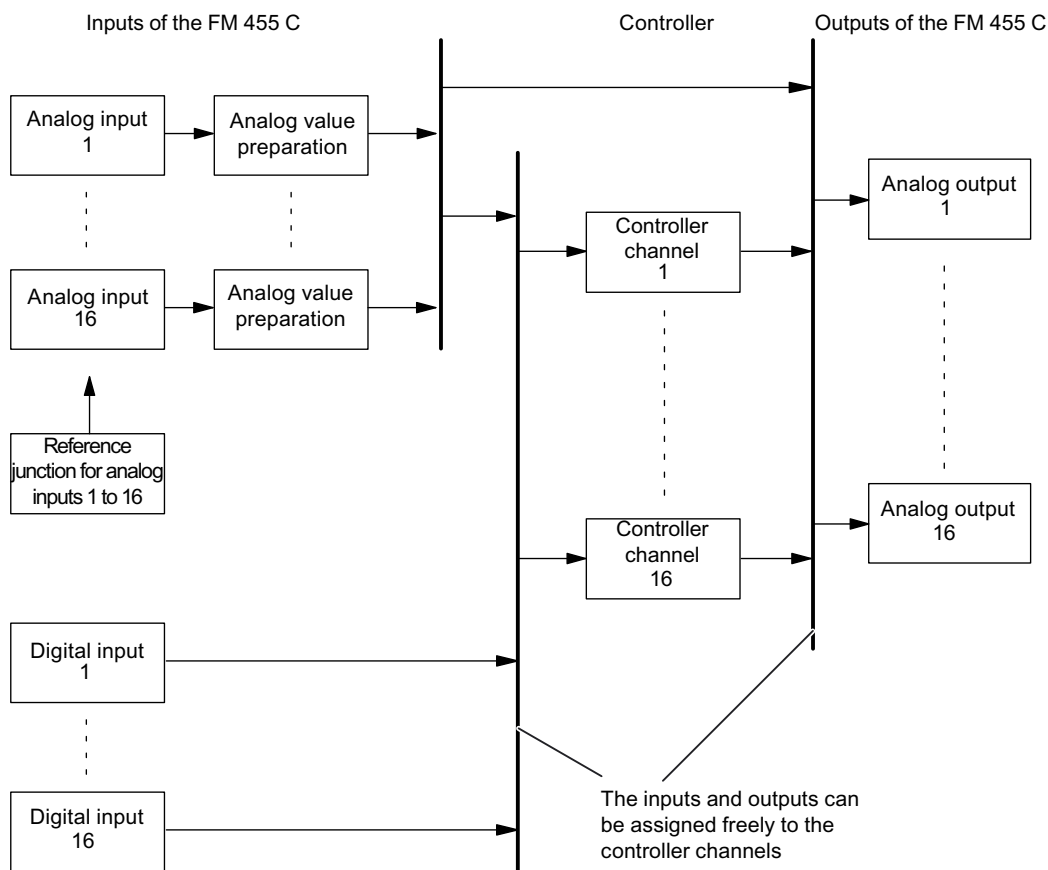 Inputs of the FM 455 C
Controller
Outputs of the FM 455 C
Analog input
1
Analog value
preparation
Analog output
1
Controller
channel
1
Analog input
16
Analog value
preparation
Reference
junction for analog
inputs 1 to 16
Controller
channel
16
Analog output
16
Digital input
1
Digital input
16
The inputs and outputs can
be assigned freely to the
controller channels